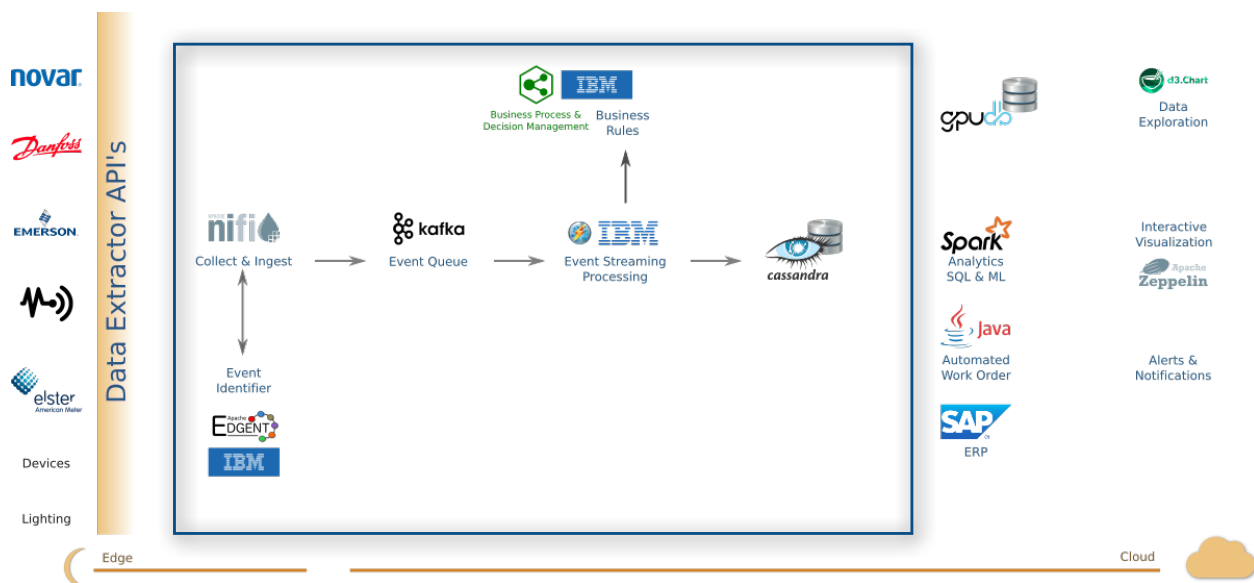 novar
Danfoss
EMERSON
elster
American Meter
Devices
Lighting
Data Extractor API's
IBM
Business Process &
Decision Management
Business
Rules
APACHE
nifi
Collect & Ingest
kafka
Event Queue
IBM
Event Streaming
Processing
cassandra
Event
Identifier
Apache
EDGENT
IBM
gpudb
d3.Chart
Data
Exploration
Spark
Analytics
SQL & ML
Interactive
Visualization
Apache
Zeppelin
Java
Automated
Work Order
Alerts &
Notifications
SAP
ERP
Edge
Cloud